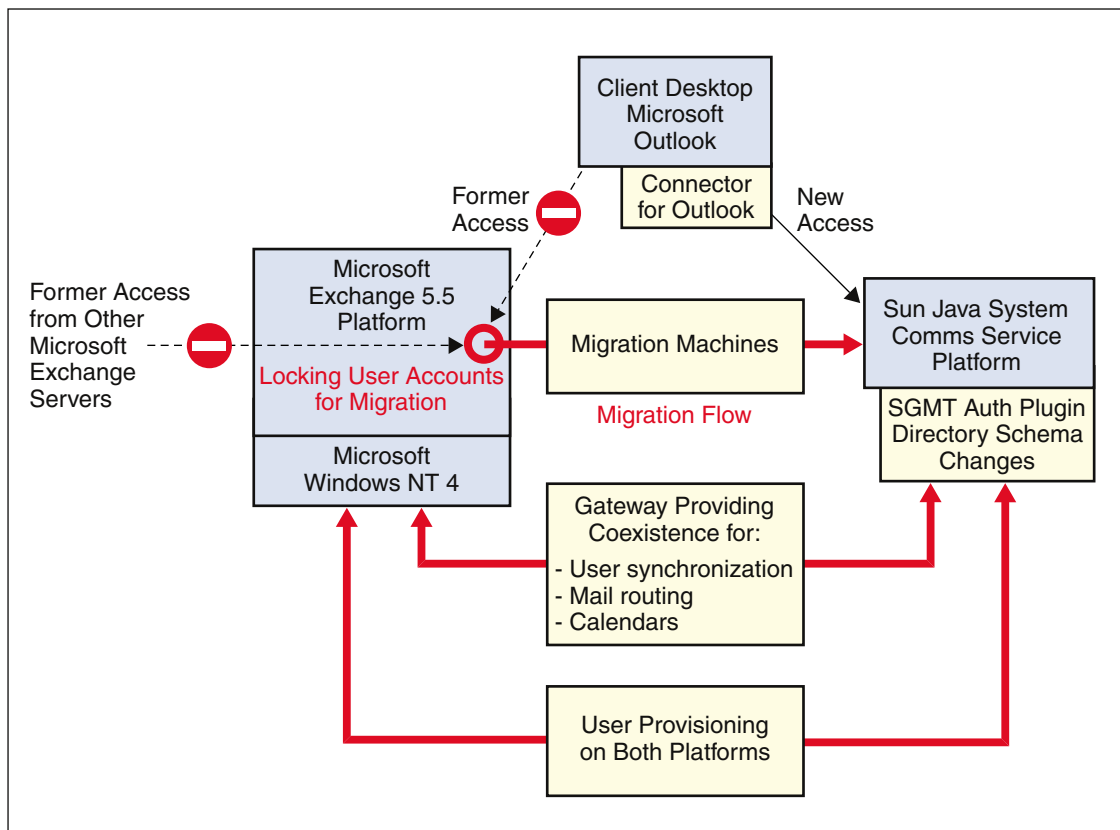 Client Desktop
Microsoft
Outlook
Connector
for Outlook
Former
Access
New
Access
Former Access
from Other
Microsoft
Exchange
Servers
Microsoft
Exchange 5.5
Platform
Locking User Accounts
for Migration
Microsoft
Windows NT 4
Migration Machines
Migration Flow
Sun Java System
Comms Service
Platform
SGMT Auth Plugin
Directory Schema
Changes
Gateway Providing
Coexistence for:
- User synchronization
- Mail routing
- Calendars
User Provisioning
on Both Platforms